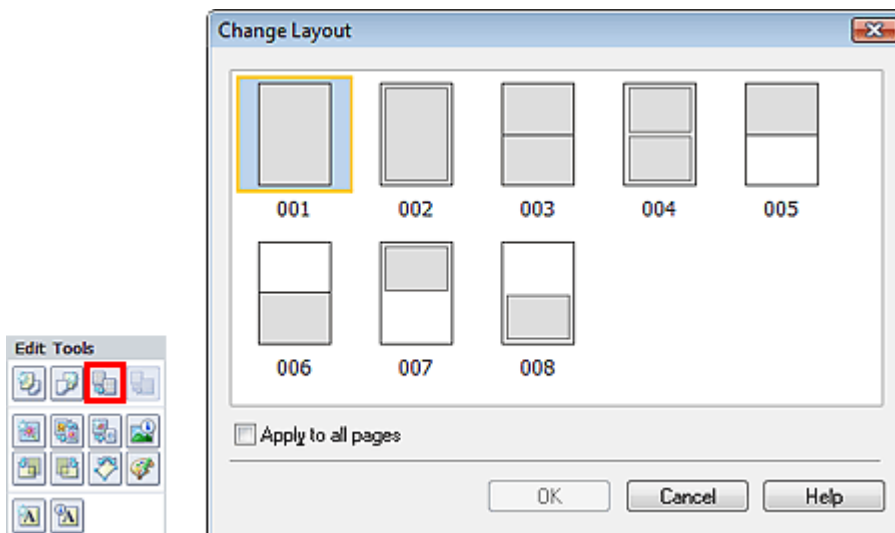 Change Layout
001 002 003 004 005
006 007 008
Edit Tools
Apply to all pages
OK Cancel Help
A A